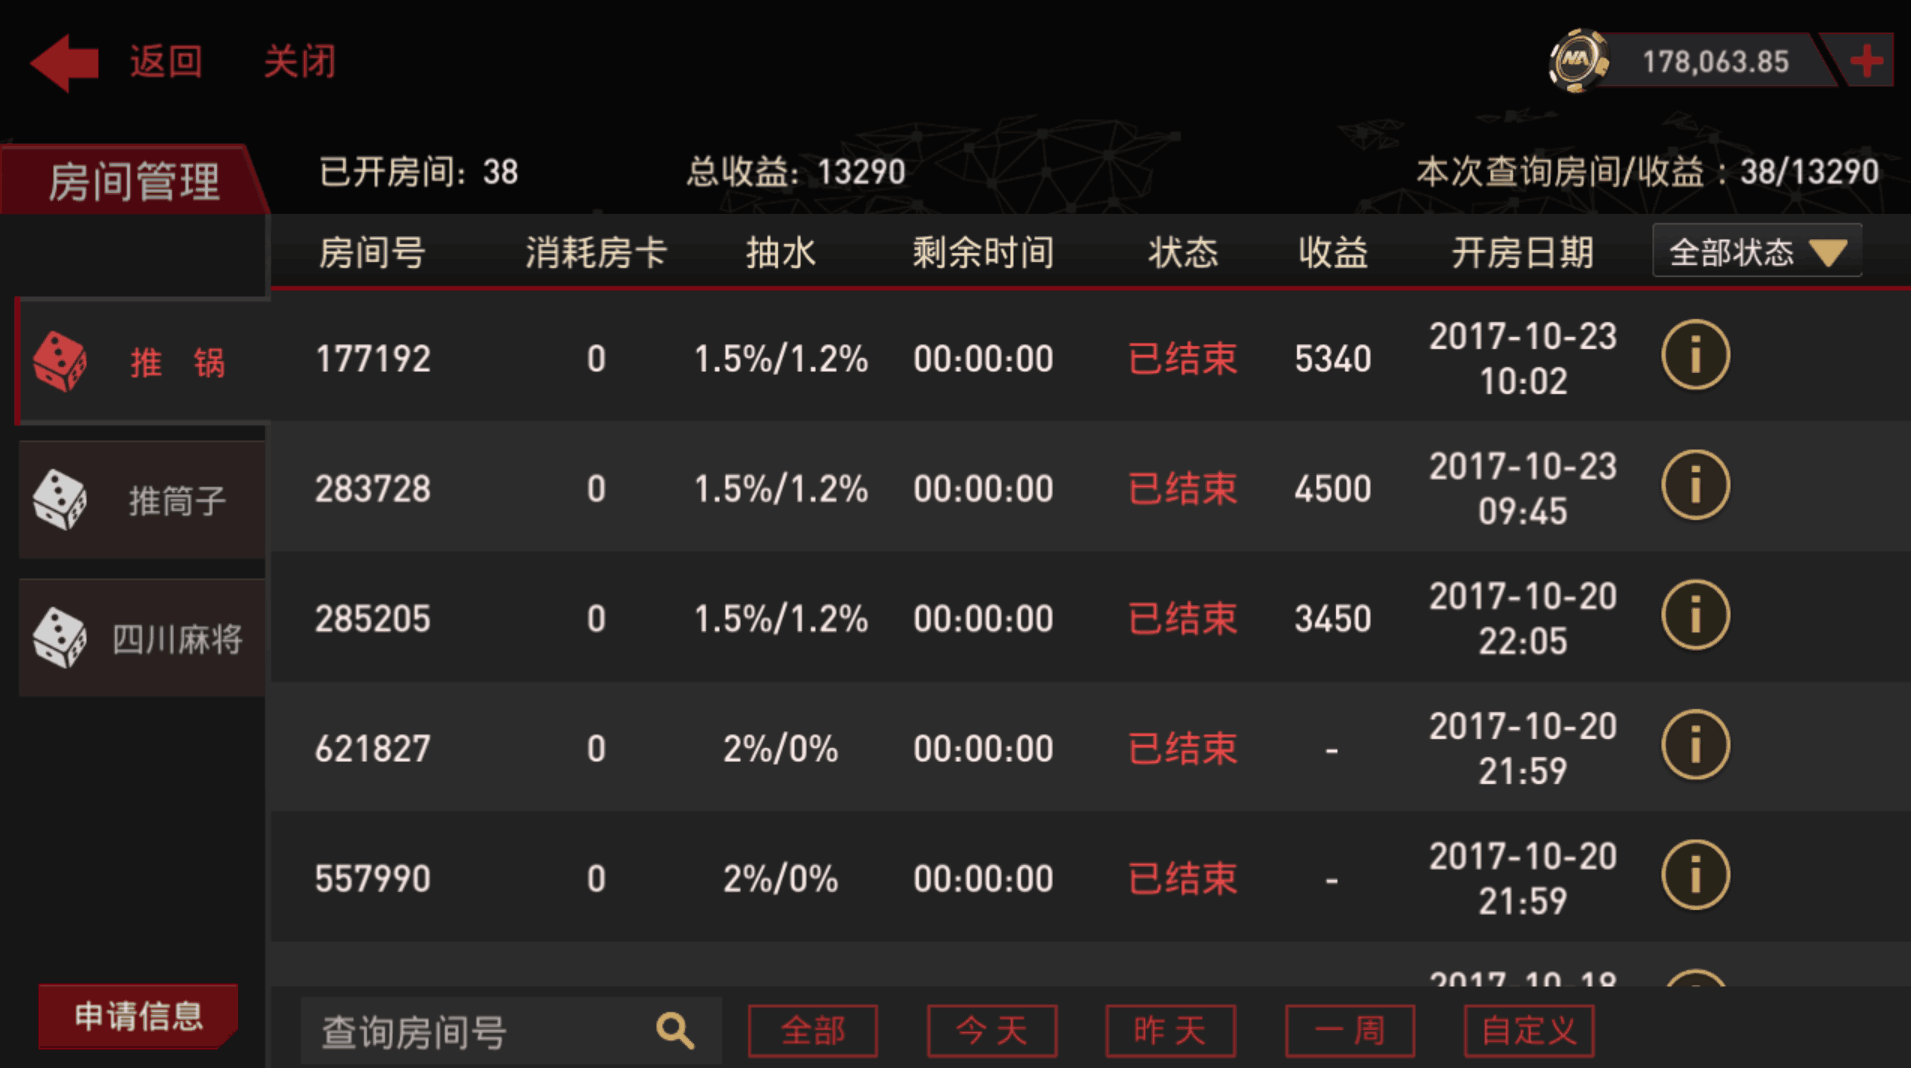 返回 关闭
NA 178,063.85
房间管理 已开房间: 38 总收益: 13290 本次查询房间/收益 : 38/13290
房间号 消耗房卡 抽水 剩余时间 状态 收益 开房日期 全部状态
推 锅
推筒子
四川麻将
申请信息
177192 0 1.5%/1.2% 00:00:00 已结束 5340 2017-10-23
10:02
283728 0 1.5%/1.2% 00:00:00 已结束 4500 2017-10-23
09:45
285205 0 1.5%/1.2% 00:00:00 已结束 3450 2017-10-20
22:05
621827 0 2%/0% 00:00:00 已结束 - 2017-10-20
21:59
557990 0 2%/0% 00:00:00 已结束 - 2017-10-20
21:59
2017-10-18
查询房间号 全部 今天 昨天 一周 自定义